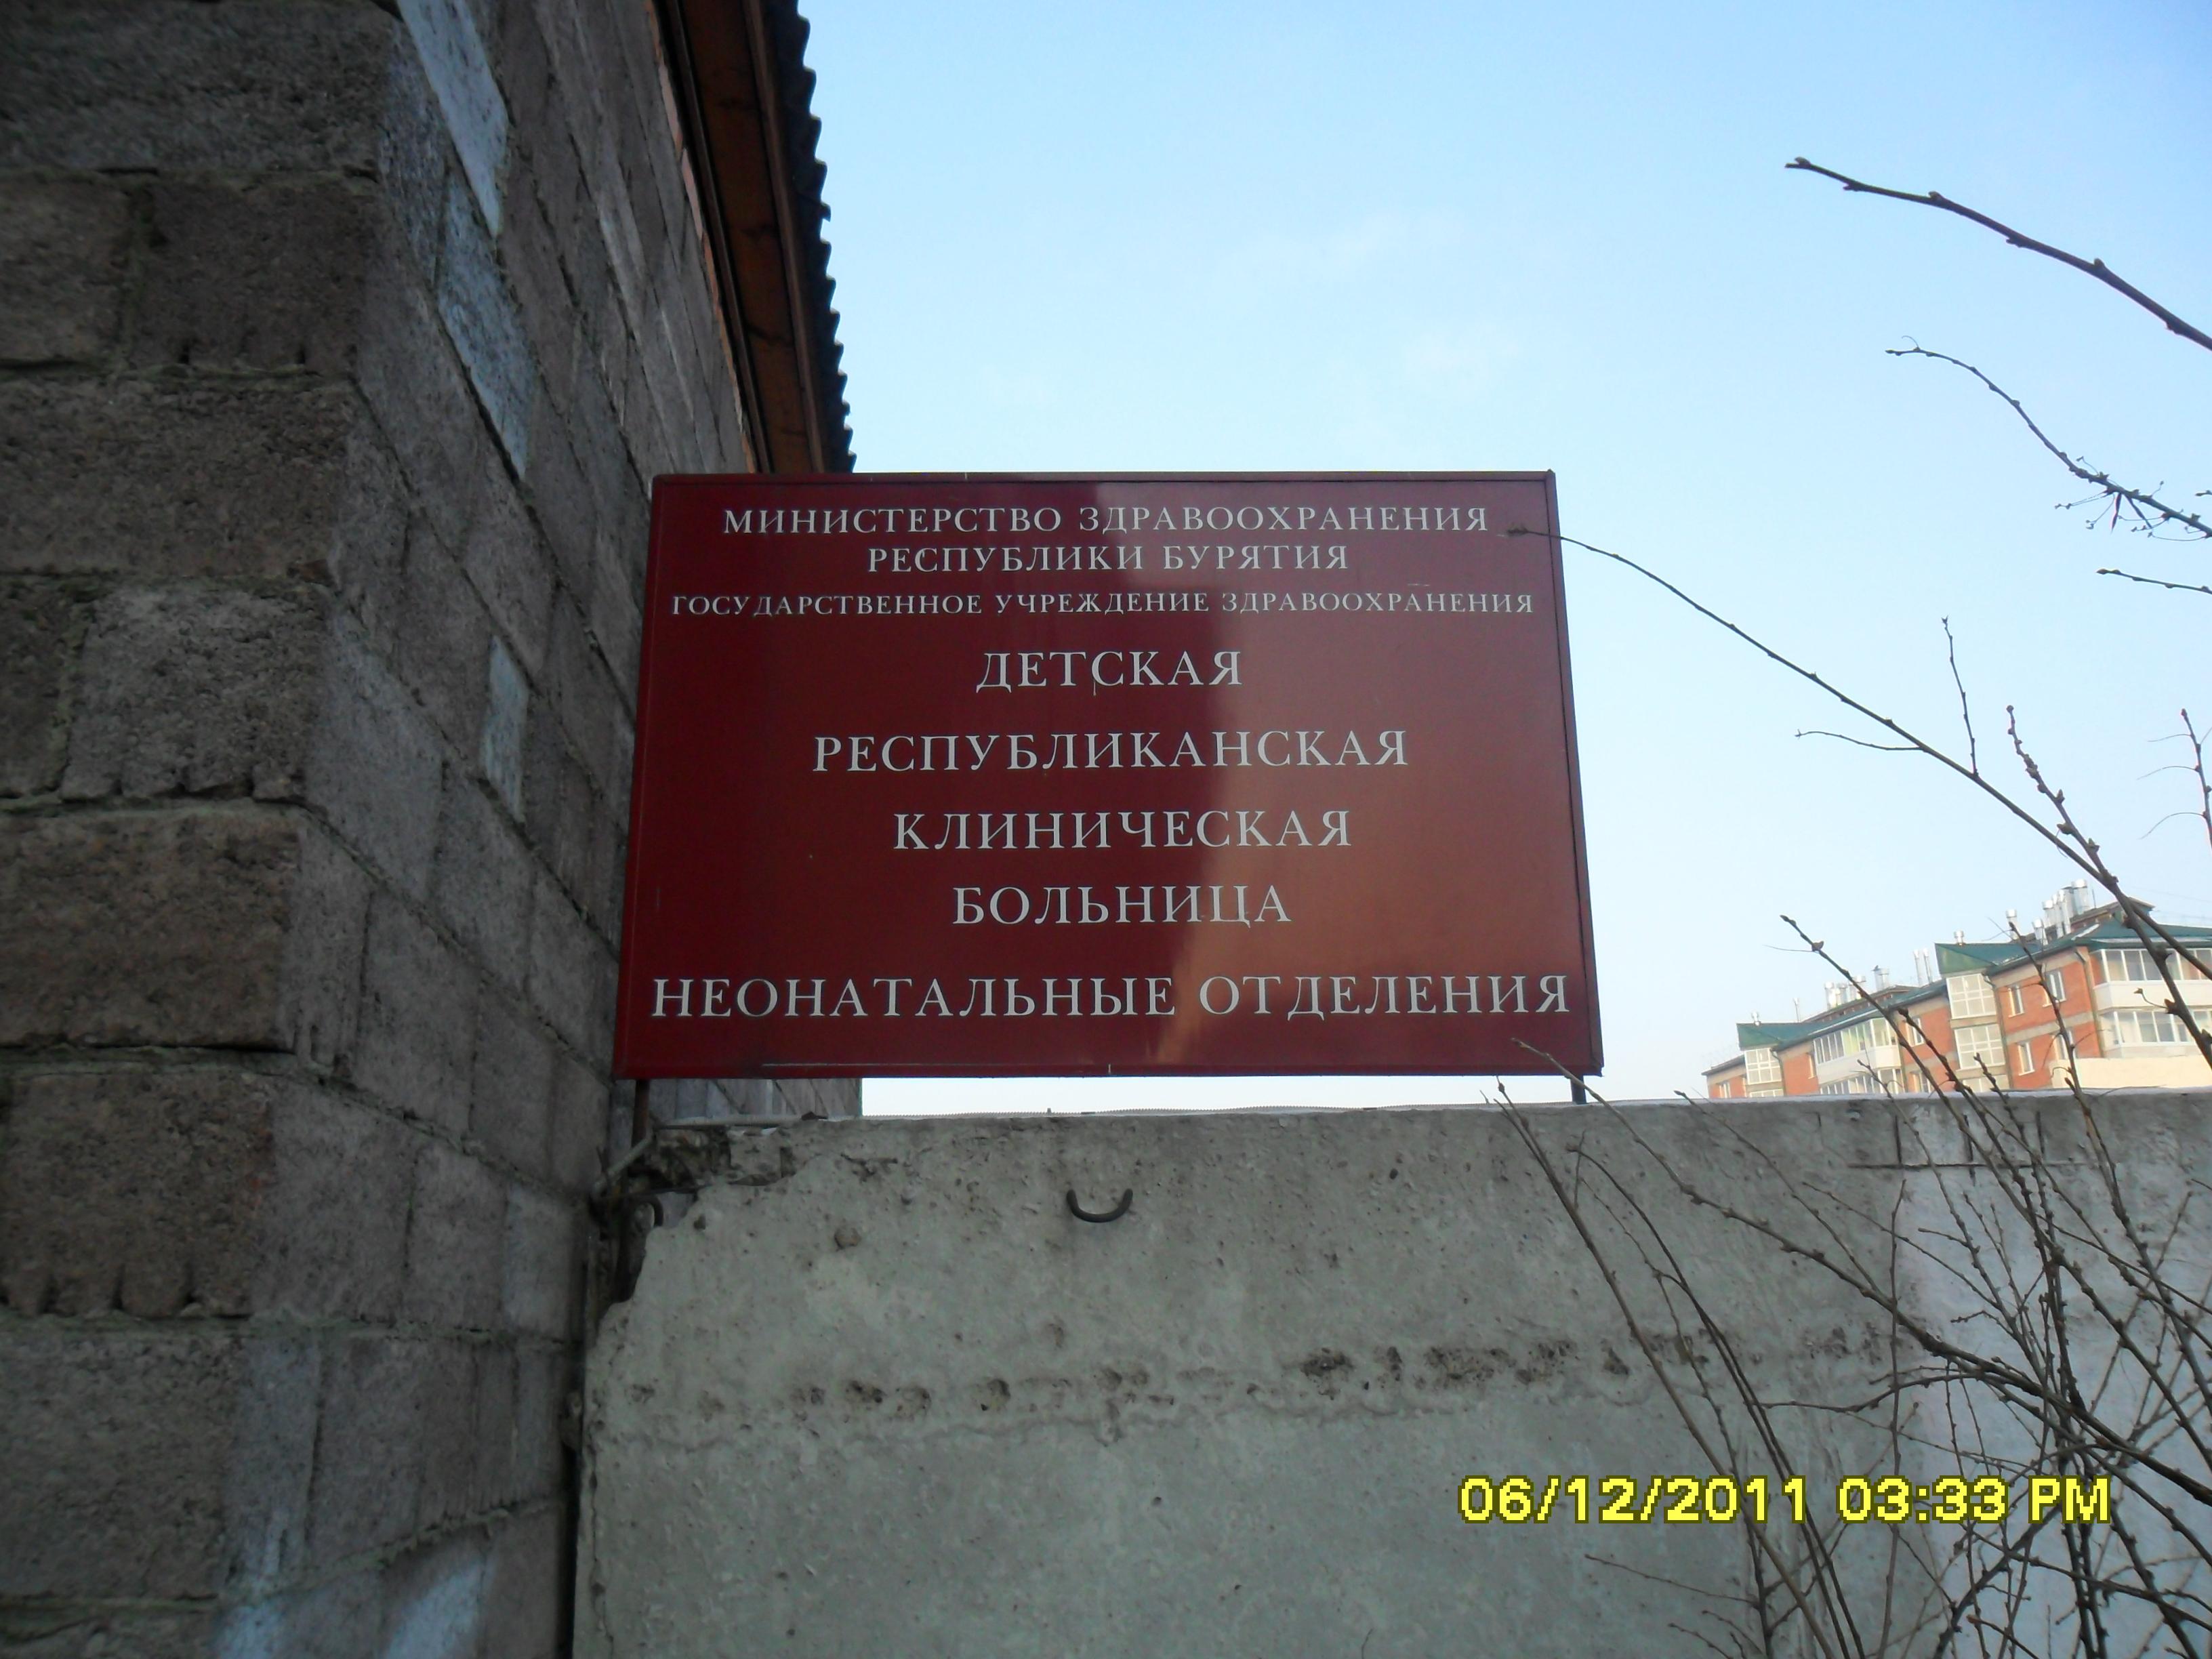 МИНИСТЕРСТВО ЗДРАВООХРАНЕНИЯ
РЕСПУБЛИКИ БУРЯТИЯ
ГОСУДАРСТВЕННОЕ УЧРЕЖДЕНИЕ ЗДРАВООХРАНЕНИЯ
ДЕТСКАЯ
РЕСПУБЛИКАНСКАЯ
КЛИНИЧЕСКАЯ
БОЛЬНИЦА
НЕОНАТАЛЬНЫЕ ОТДЕЛЕНИЯ
06/12/2011 03:33 PM